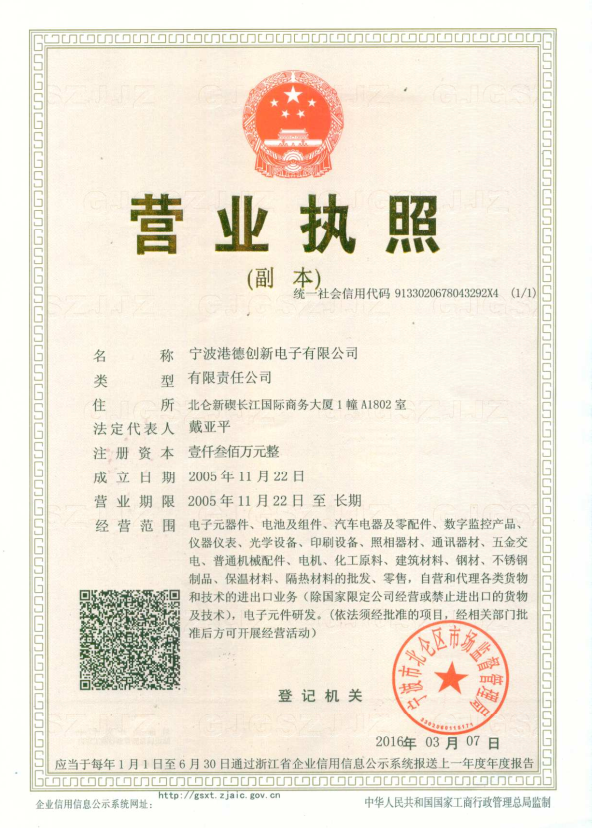 营业执照
(副 本)
统一社会信用代码 9133020678043292X4 (1/1)
名 称 宁波港德创新电子有限公司
类 型 有限责任公司
住 所 北仑新碶长江国际商务大厦1幢A1802室
法定代表人 戴亚平
注册资本 壹仟叁佰万元整
成立日期 2005年11月22日
营业期限 2005年11月22日 至 长期
经营范围 电子元器件、电池及组件、汽车电器及零配件、数字监控产品、
仪器仪表、光学设备、印刷设备、照相器材、通讯器材、五金交
电、普通机械配件、电机、化工原料、建筑材料、钢材、不锈钢
制品、保温材料、隔热材料的批发、零售，自营和代理各类货物
和技术的进出口业务（除国家限定公司经营或禁止进出口的货物
及技术），电子元件研发。（依法须经批准的项目，经相关部门批
准后方可开展经营活动）
宁波市北仑区市场监督管理局
登记机关
2016年 03 月 07 日
应当于每年1月1日至6月30日通过浙江省企业信用信息公示系统报送上一年度年度报告
企业信用信息公示系统网址： http://gsxt.zjaic.gov.cn
中华人民共和国国家工商行政管理总局监制